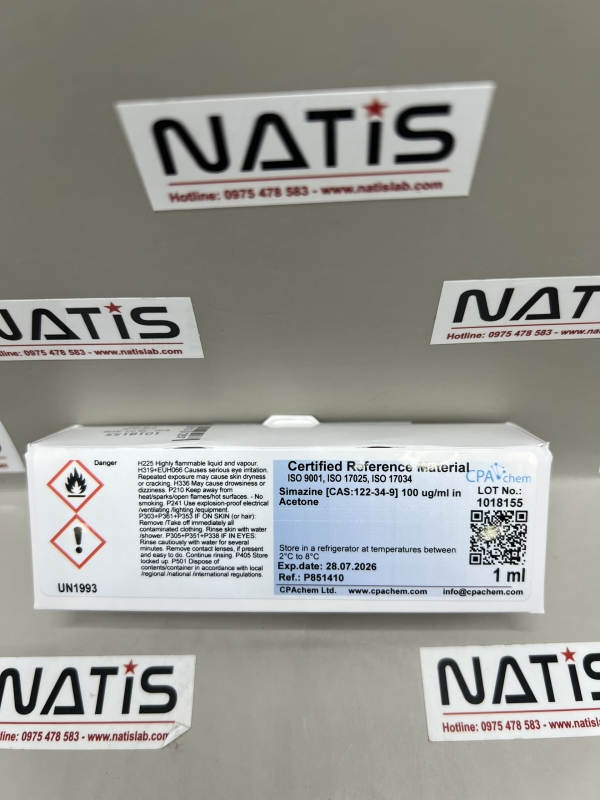 NATIS
Hotline: 0975 478 583 - www.natislab.com
NATIS
Hotline: 0975 478 583 - www.natislab.com
NATIS
Hotline: 0975 478 583 - www.natislab.com
1018155
Danger
H225 Highly flammable liquid and vapour.
H319+EUH066 Causes serious eye irritation.
Repeated exposure may cause skin dryness
or cracking. H336 May cause drowsiness or
dizziness. P210 Keep away from
heat/sparks/open flames/hot surfaces. - No
smoking. P241 Use explosion-proof electrical
/ventilating /lighting equipment.
P303+P361+P353 IF ON SKIN (or hair):
Remove /Take off immediately all
contaminated clothing. Rinse skin with water
/shower. P305+P351+P338 IF IN EYES:
Rinse cautiously with water for several
minutes. Remove contact lenses, if present
and easy to do. Continue rinsing. P405 Store
locked up. P501 Dispose of
contents/container in accordance with local
/regional /national /international regulations.
UN1993
Certified Reference Material
ISO 9001, ISO 17025, ISO 17034
CPAchem
Simazine [CAS:122-34-9] 100 ug/ml in
Acetone
LOT No.:
1018155
Store in a refrigerator at temperatures between
2°C to 8°C
Exp.date: 28.07.2026
Ref.: P851410
1 ml
CPAchem Ltd. www.cpachem.com info@cpachem.com
NATIS
Hotline: 0975 478 583 - www.natislab.com
NATIS
Hotline: 0975 478 583 - www.natislab.com